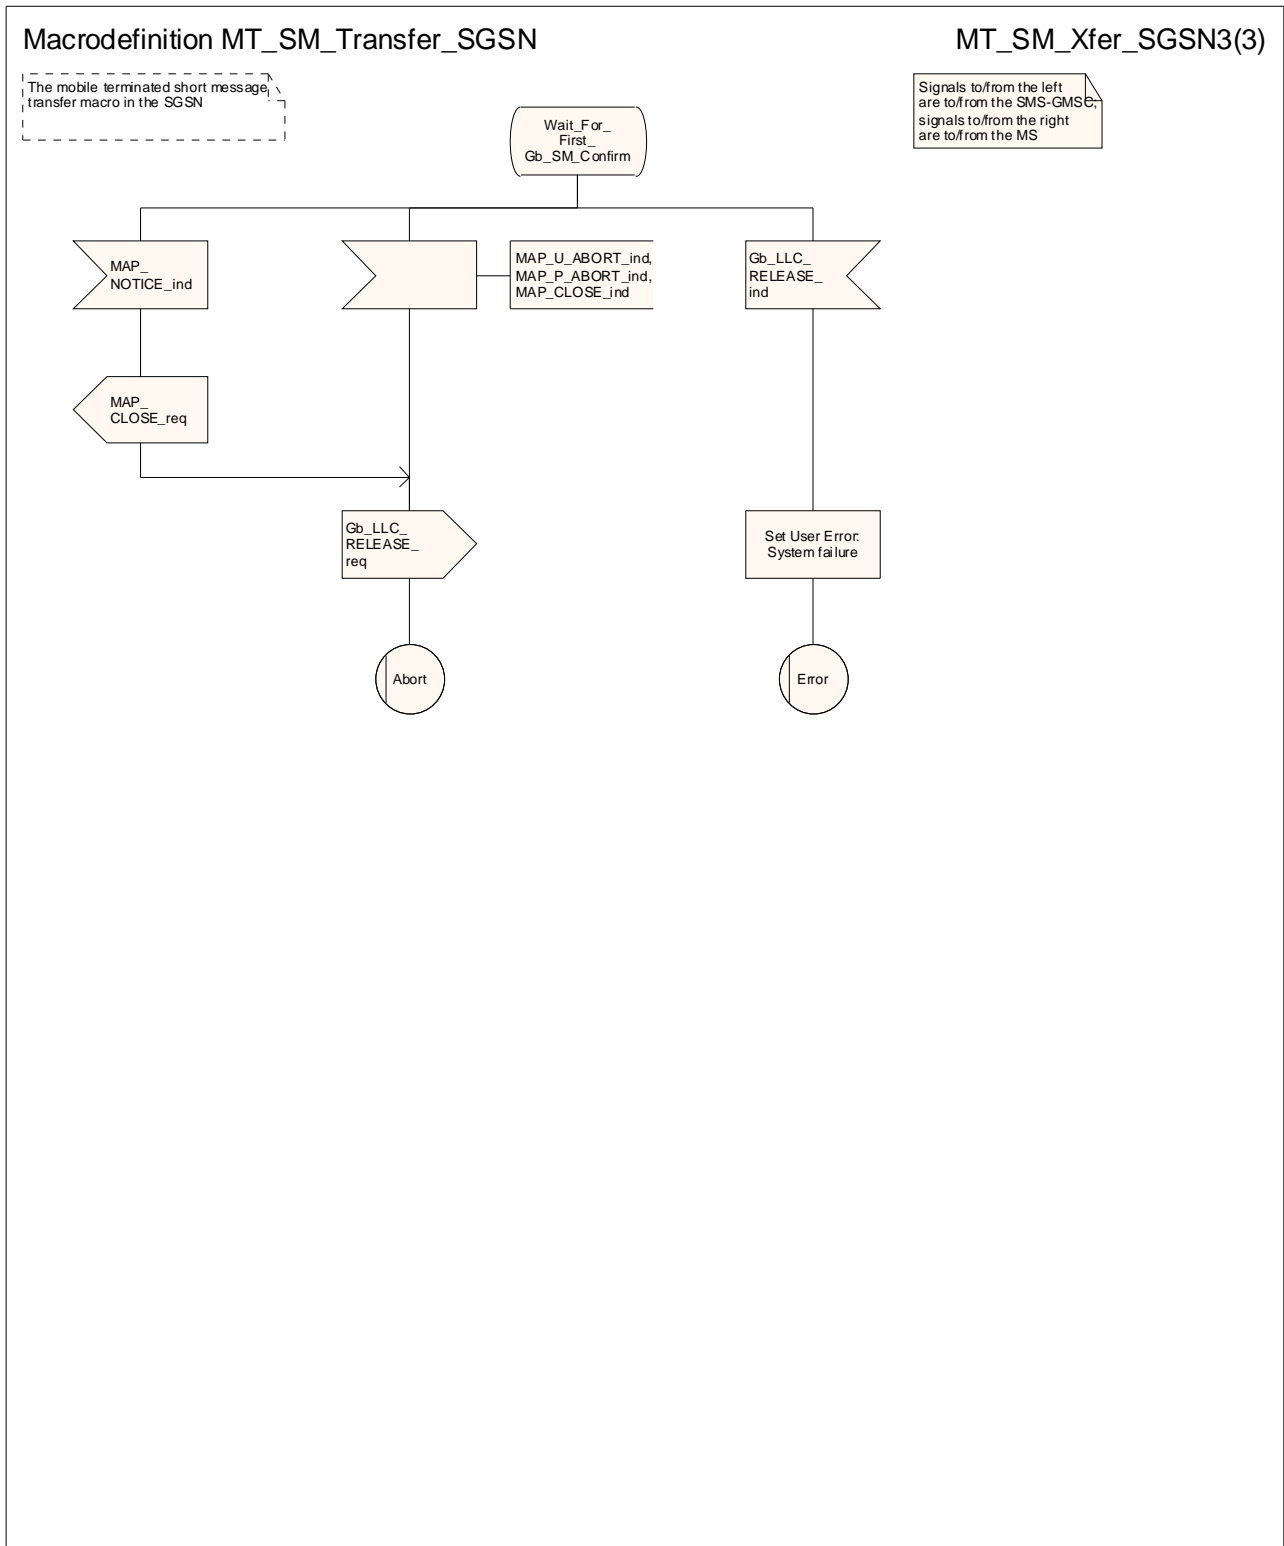 Macrodefinition MT_SM_Transfer_SGSN
MT_SM_Xfer_SGSN3(3)
The mobile terminated short message
transfer macro in the SGSN
Signals to/from the left
are to/from the SMS-GMSC;
signals to/from the right
are to/from the MS
Wait_For_
First_
Gb_SM_Confirm
MAP_
NOTICE_ind
MAP_U_ABORT_ind,
MAP_P_ABORT_ind,
MAP_CLOSE_ind
Gb_LLC_
RELEASE_
ind
MAP_
CLOSE_req
Gb_LLC_
RELEASE_
req
Set User Error:
System failure
Abort
Error